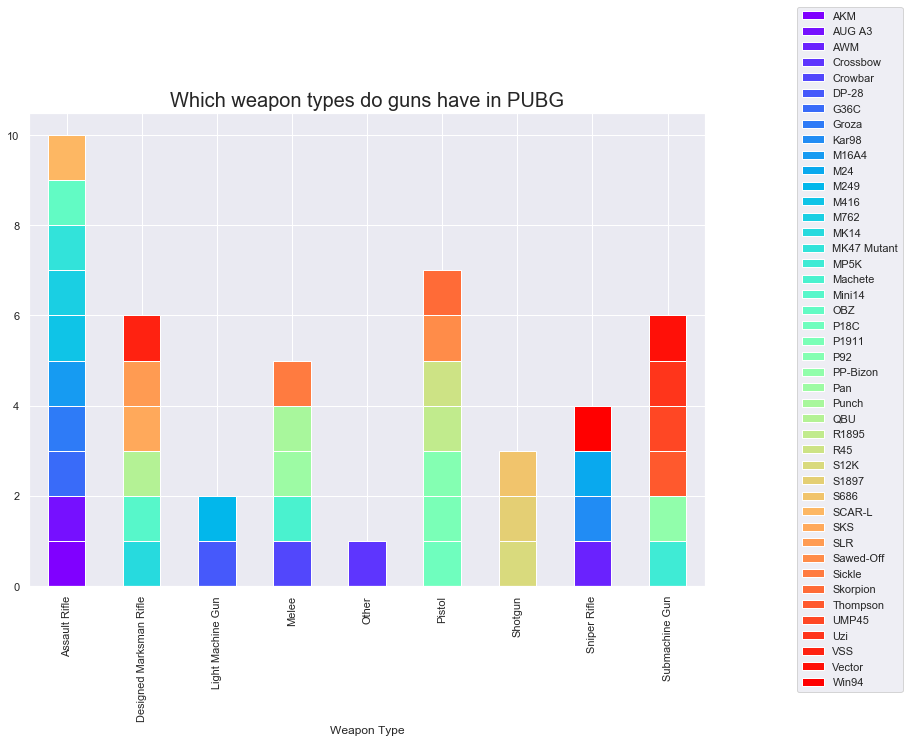 Which weapon types do guns have in PUBG
10
8
6
4
2
0
Assault Rifle
Designed Marksman Rifle
Light Machine Gun
Melee
Other
Pistol
Shotgun
Sniper Rifle
Submachine Gun
Weapon Type
AKM
AUG A3
AWM
Crossbow
Crowbar
DP-28
G36C
Groza
Kar98
M16A4
M24
M249
M416
M762
MK14
MK47 Mutant
MP5K
Machete
Mini14
OBZ
P18C
P1911
P92
PP-Bizon
Pan
Punch
QBU
R1895
R45
S12K
S1897
S686
SCAR-L
SKS
SLR
Sawed-Off
Sickle
Skorpion
Thompson
UMP45
Uzi
VSS
Vector
Win94